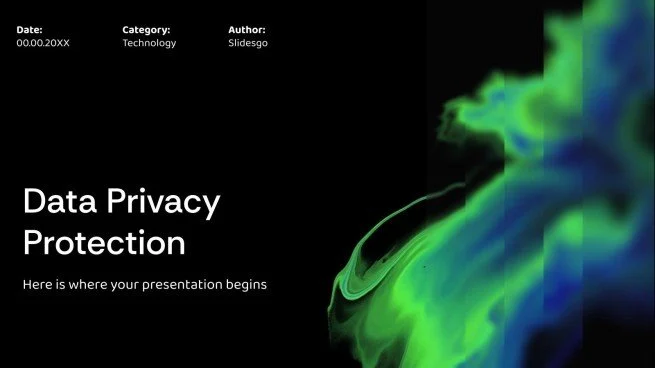 Date:
00.00.20XX
Category:
Technology
Author:
Slidesgo
Data Privacy
Protection
Here is where your presentation begins